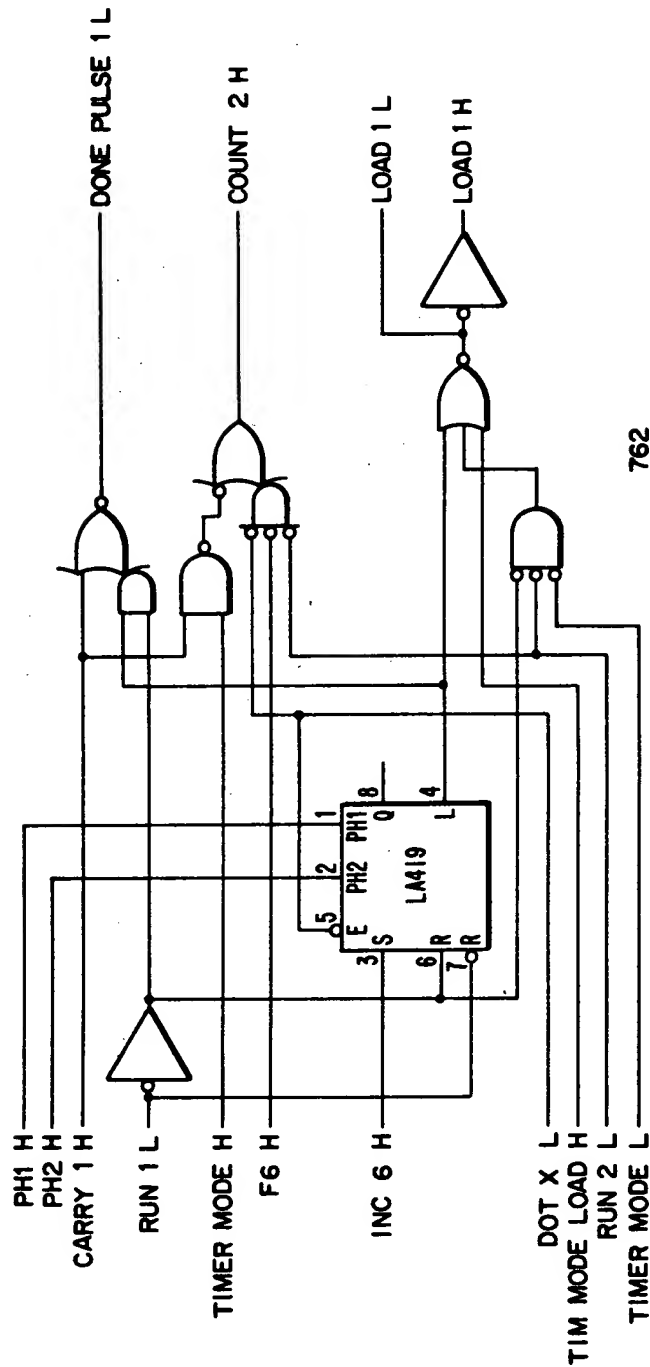 PH1 H
PH2 H
CARRY 1 H
RUN 1 L
TIMER MODE H
F6 H
INC 6 H
DOT X L
TIM MODE LOAD H
RUN 2 L
TIMER MODE L
1
PH1
2
PH2
5
E
3
S
6
R
7
R
8
Q
4
L
LA419
DONE PULSE 1 L
COUNT 2 H
LOAD 1 L
LOAD 1 H
762